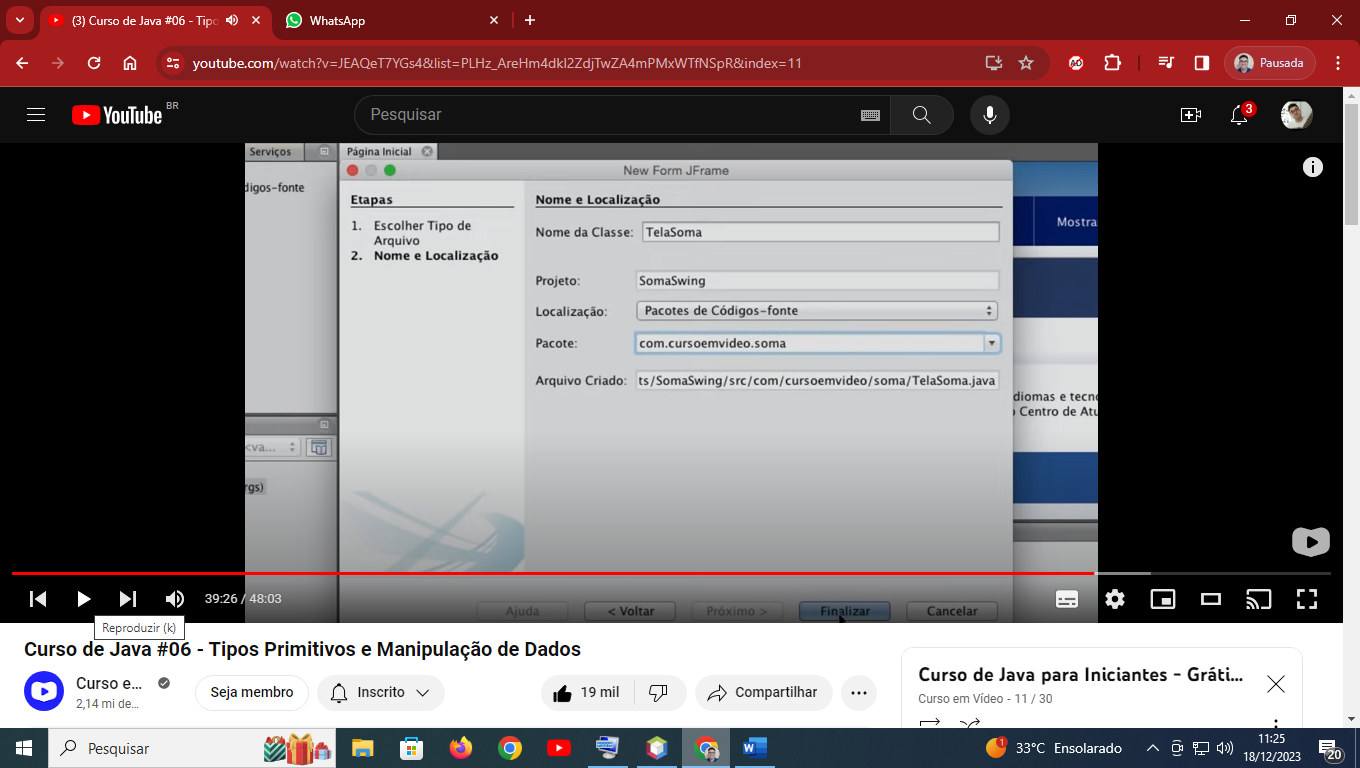 (3) Curso de Java #06 - Tipo
WhatsApp
youtube.com/watch?v=JEAQeT7YGs4&list=PLHz_AreHm4dkI2ZdjTwZA4mPMxWTfNSpR&index=11
Pausada
YouTube BR
Pesquisar
3
Serviços
Página Inicial
digos-fonte
New Form JFrame
Etapas
1. Escolher Tipo de
Arquivo
2. Nome e Localização
Nome e Localização
Nome da Classe: TelaSoma
Projeto: SomaSwing
Localização: Pacotes de Códigos-fonte
Pacote: com.cursoemvideo.soma
Arquivo Criado: ts/SomaSwing/src/com/cursoemvideo/soma/TelaSoma.java
Mostra
diomas e tecno
o Centro de Atu
<va...
rgs)
Ajuda
< Voltar
Próximo >
Finalizar
Cancelar
39:26 / 48:03
Reproduzir (k)
Curso de Java #06 - Tipos Primitivos e Manipulação de Dados
Curso e...
2,14 mi de...
Seja membro
Inscrito
19 mil
Compartilhar
Curso de Java para Iniciantes - Gráti...
Curso em Vídeo - 11 / 30
Pesquisar
1
33°C Ensolarado
11:25
18/12/2023
20